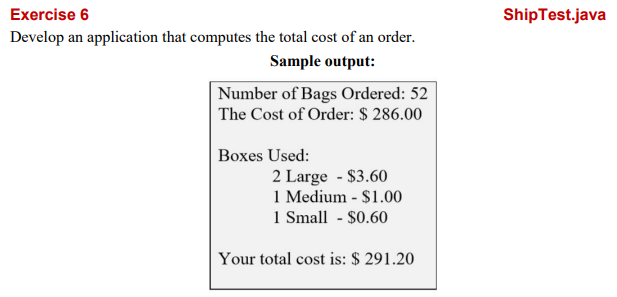 Exercise 6 ShipTest.java
Develop an application that computes the total cost of an order.
Sample output:
Number of Bags Ordered: 52
The Cost of Order: $ 286.00
Boxes Used:
2 Large - $3.60
1 Medium - $1.00
1 Small - $0.60
Your total cost is: $ 291.20